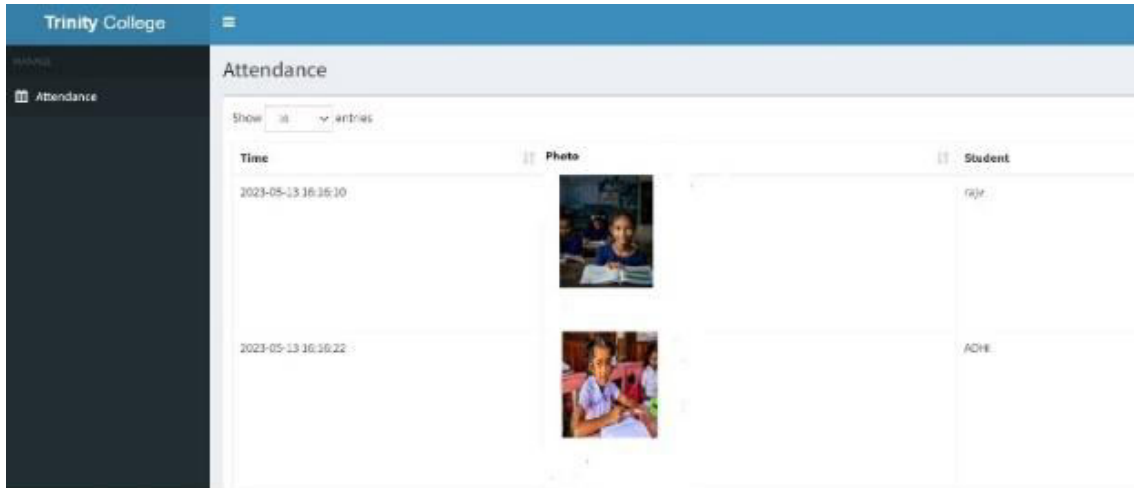 Trinity College
Attendance
Attendance
Show entries
Time Photo Student
2023-05-13 16:16:10
2023-05-13 16:16:22 ADHI